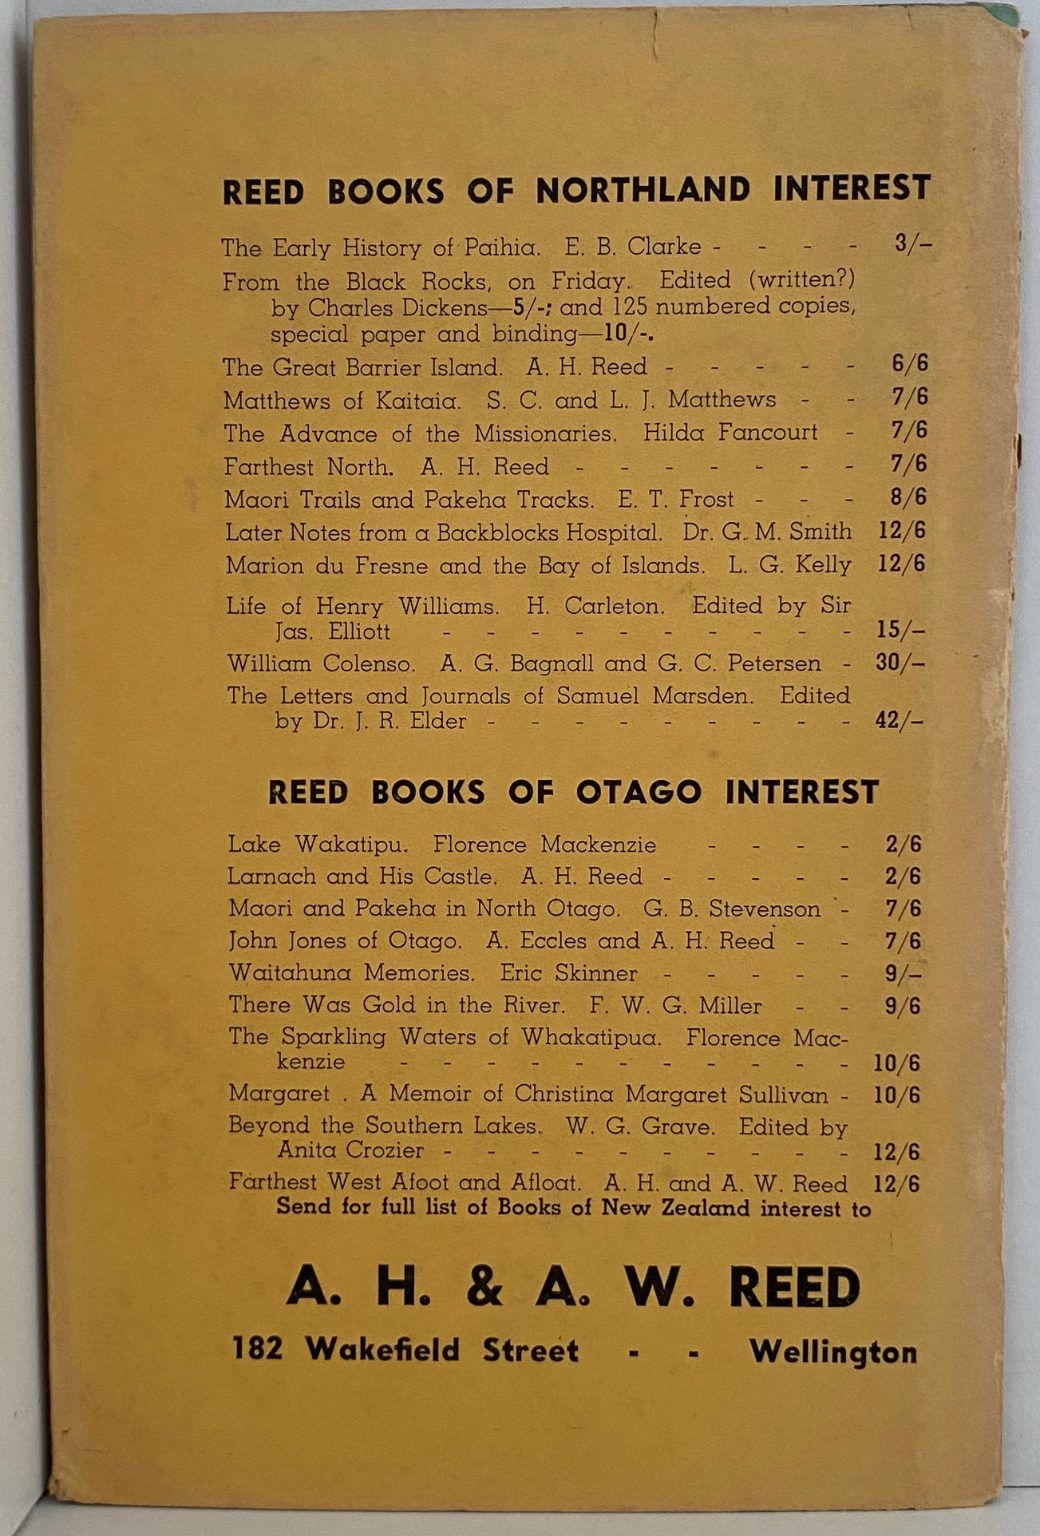 REED BOOKS OF NORTHLAND INTEREST
The Early History of Paihia. E. B. Clarke - - - - 3/–
From the Black Rocks, on Friday. Edited (written?)
by Charles Dickens—5/-; and 125 numbered copies,
special paper and binding—10/-.
The Great Barrier Island. A. H. Reed - - - - - 6/6
Matthews of Kaitaia. S. C. and L. J. Matthews - - 7/6
The Advance of the Missionaries. Hilda Fancourt - 7/6
Farthest North. A. H. Reed - - - - - - - 7/6
Maori Trails and Pakeha Tracks. E. T. Frost - - - 8/6
Later Notes from a Backblocks Hospital. Dr. G. M. Smith 12/6
Marion du Fresne and the Bay of Islands. L. G. Kelly 12/6
Life of Henry Williams. H. Carleton. Edited by Sir
Jas. Elliott - - - - - - - - - - 15/–
William Colenso. A. G. Bagnall and G. C. Petersen - 30/–
The Letters and Journals of Samuel Marsden. Edited
by Dr. J. R. Elder - - - - - - - - - 42/–
REED BOOKS OF OTAGO INTEREST
Lake Wakatipu. Florence Mackenzie - - - - 2/6
Larnach and His Castle. A. H. Reed - - - - - 2/6
Maori and Pakeha in North Otago. G. B. Stevenson - 7/6
John Jones of Otago. A. Eccles and A. H. Reed - - 7/6
Waitahuna Memories. Eric Skinner - - - - - 9/–
There Was Gold in the River. F. W. G. Miller - - 9/6
The Sparkling Waters of Whakatipua. Florence Mac-
kenzie - - - - - - - - - - - 10/6
Margaret . A Memoir of Christina Margaret Sullivan - 10/6
Beyond the Southern Lakes. W. G. Grave. Edited by
Anita Crozier - - - - - - - - - - 12/6
Farthest West Afoot and Afloat. A. H. and A. W. Reed 12/6
Send for full list of Books of New Zealand interest to
A. H. & A. W. REED
182 Wakefield Street - - Wellington